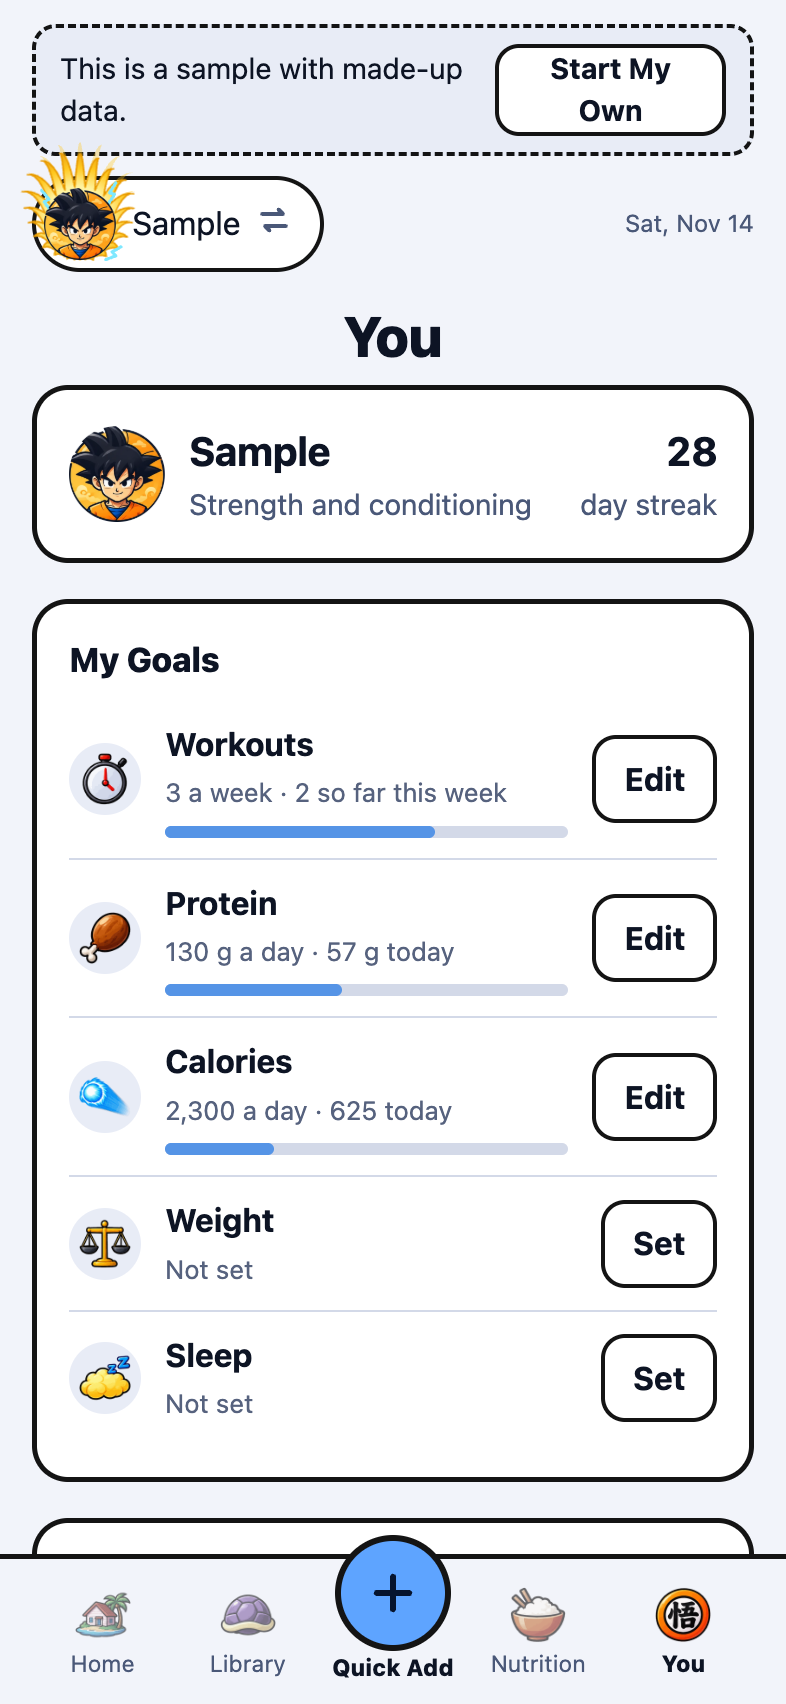 This is a sample with made-up
data.
Start My
Own
Sample
Sat, Nov 14
You
Sample
28
Strength and conditioning
day streak
My Goals
Workouts
3 a week · 2 so far this week
Edit
Protein
130 g a day · 57 g today
Edit
Calories
2,300 a day · 625 today
Edit
Weight
Not set
Set
Sleep
Not set
Set
zz
悟
Home
Library
Quick Add
Nutrition
You